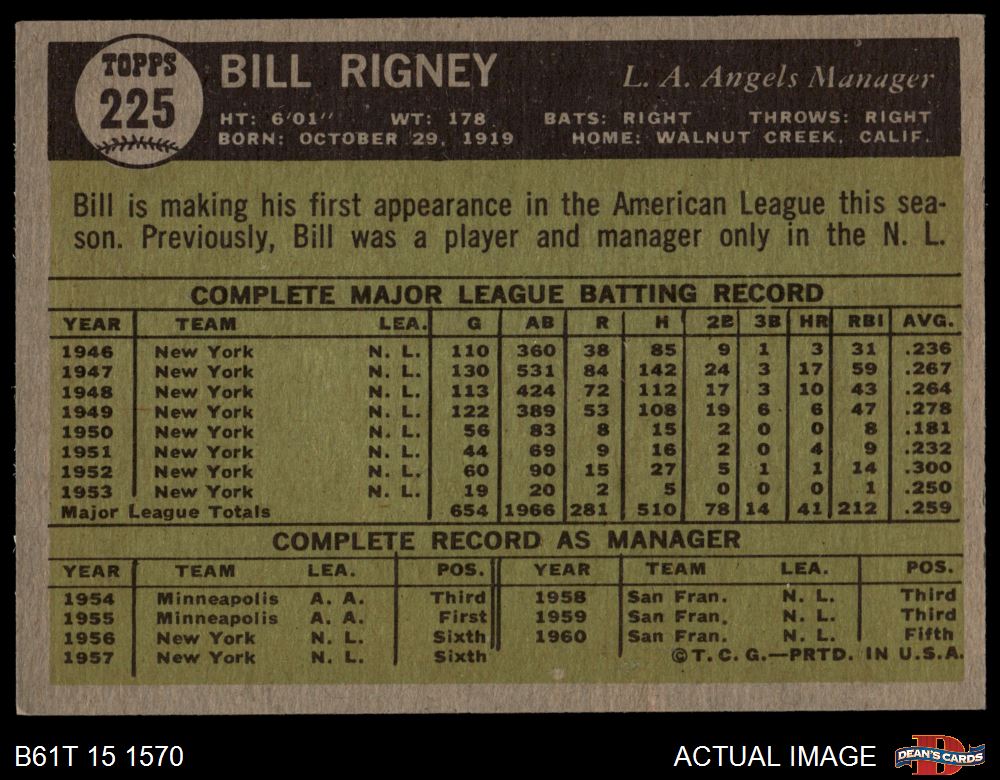 TOPPS
225
BILL RIGNEY
L. A. Angels Manager
HT: 6'01" WT: 178 BATS: RIGHT THROWS: RIGHT
BORN: OCTOBER 29, 1919 HOME: WALNUT CREEK, CALIF.
Bill is making his first appearance in the American League this sea-
son. Previously, Bill was a player and manager only in the N. L.
COMPLETE MAJOR LEAGUE BATTING RECORD
YEAR TEAM LEA. G AB R H 2B 3B HR RBI AVG.
1946 New York N. L. 110 360 38 85 9 1 3 31 .236
1947 New York N. L. 130 531 84 142 24 3 17 59 .267
1948 New York N. L. 113 424 72 112 17 3 10 43 .264
1949 New York N. L. 122 389 53 108 19 6 6 47 .278
1950 New York N. L. 56 83 8 15 2 0 0 8 .181
1951 New York N. L. 44 69 9 16 2 0 4 9 .232
1952 New York N. L. 60 90 15 27 5 1 1 14 .300
1953 New York N. L. 19 20 2 5 0 0 0 1 .250
Major League Totals 654 1966 281 510 78 14 41 212 .259
COMPLETE RECORD AS MANAGER
YEAR TEAM LEA. POS. YEAR TEAM LEA. POS.
1954 Minneapolis A. A. Third 1958 San Fran. N. L. Third
1955 Minneapolis A. A. First 1959 San Fran. N. L. Third
1956 New York N. L. Sixth 1960 San Fran. N. L. Fifth
1957 New York N. L. Sixth ©T. C. G.—PRTD. IN U.S.A.
B61T 15 1570 ACTUAL IMAGE
D
DEAN'S CARDS